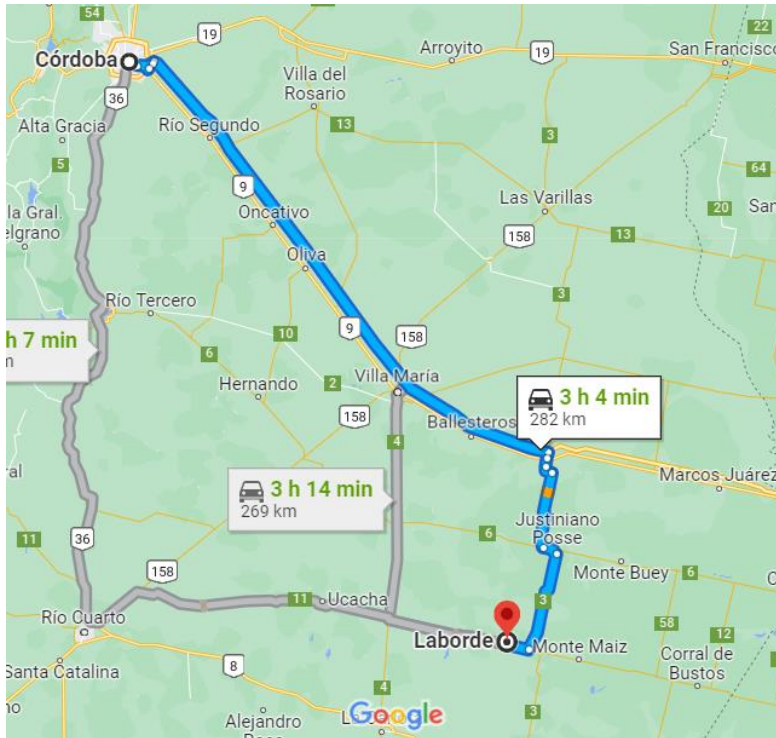 54
19
22
Arroyito
19
San Francisco
Córdoba
36
Villa del
Rosario
Alta Gracia
Río Segundo
13
3
5
64
la Gral.
elgrano
9
Las Varillas
20
San
Oncativo
158
13
Oliva
3
Río Tercero
h 7 min
10
9
158
6
Villa María
2
Hernando
3 h 4 min
282 km
158
4
Ballesteros
3 h 14 min
269 km
Marcos Juárez
11
36
6
Justiniano
Posse
158
Monte Buey
6
11
Ucacha
3
Río Cuarto
58
12
Laborde
Monte Maiz
Santa Catalina
8
4
Corral de
Bustos
no
Alejandro
Google
3